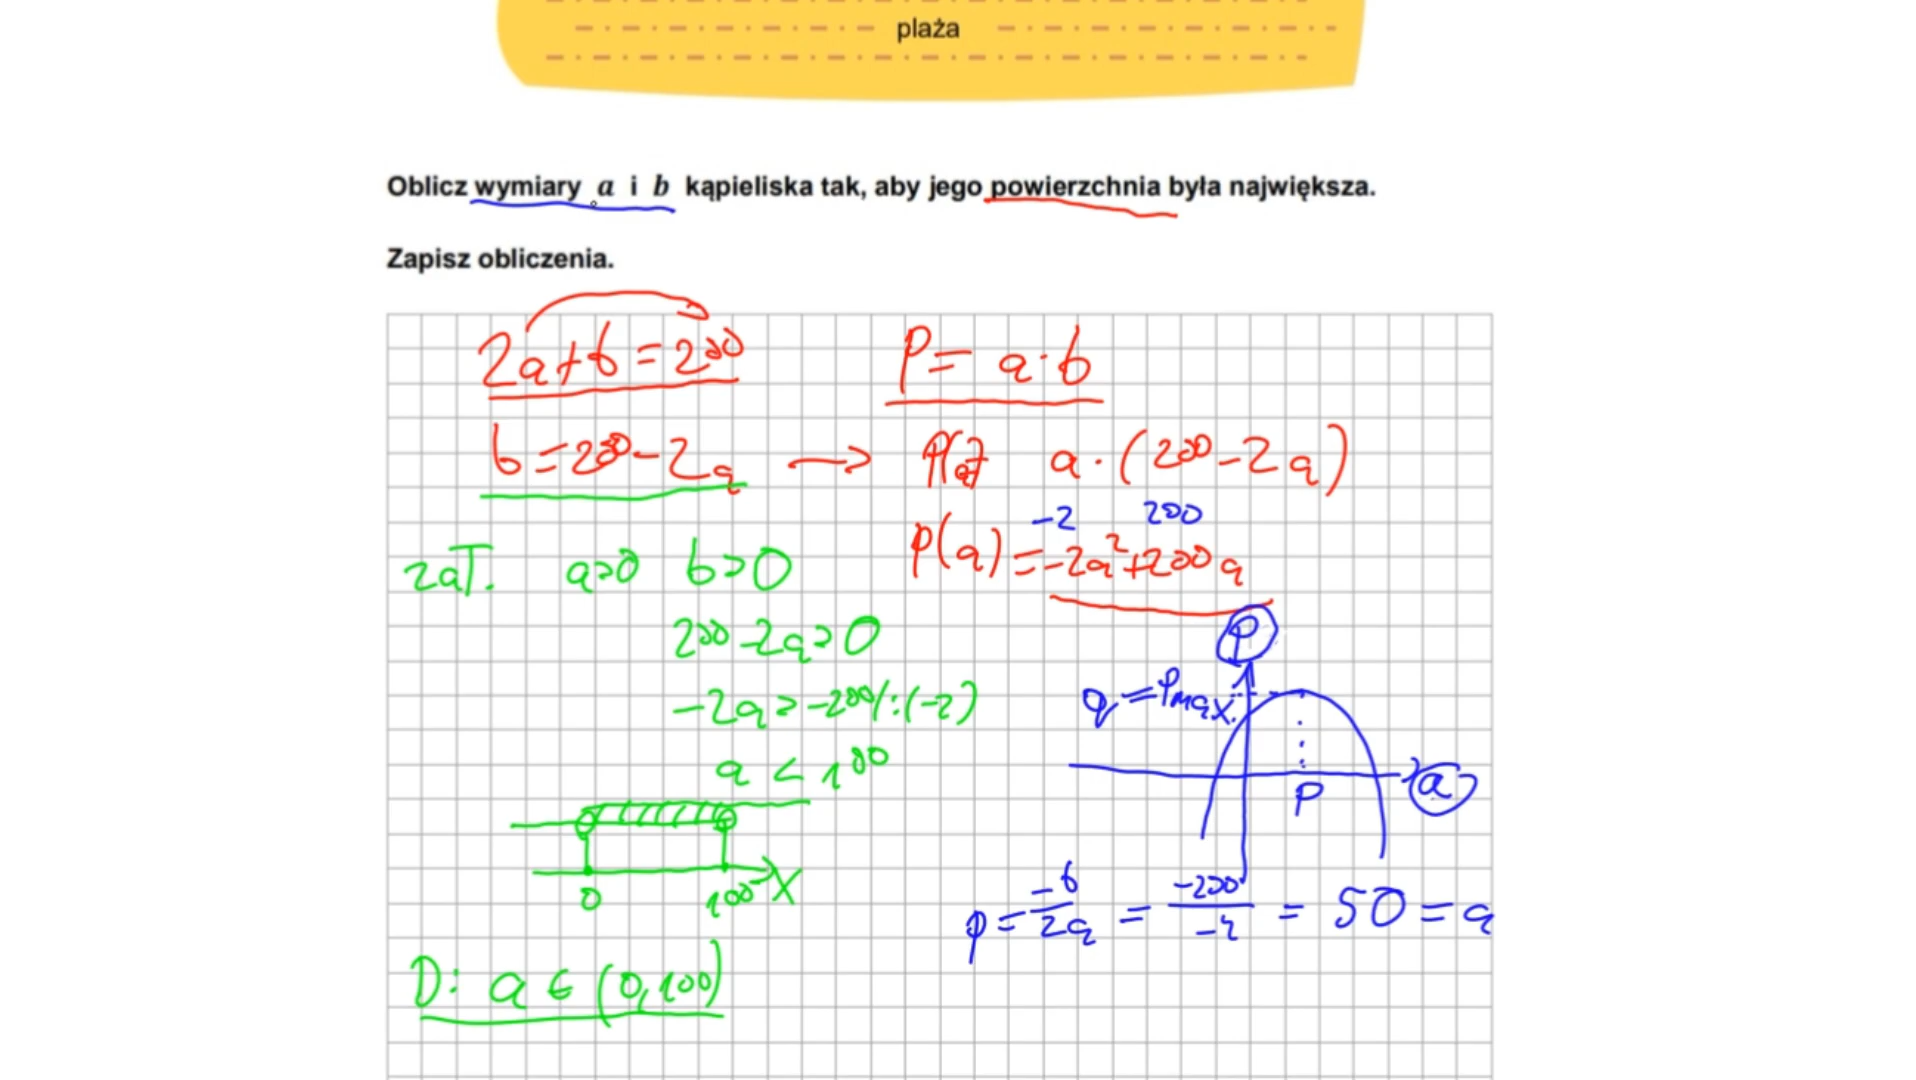 plaża
Oblicz wymiary a i b kąpieliska tak, aby jego powierzchnia była największa.
Zapisz obliczenia.
2a+b=200
P= a·b
b=200-2a → P(a)= a·(200-2a)
-2 200
P(a)=-2a²+200a
zaT. a>0 b>0
200-2a>0
-2a>-200/:(-2)
a<100
0 100 X
D: a∈(0,100)
P
q=Pmax.
a
p
p=-b/2a = -200/-4 = 50 = a